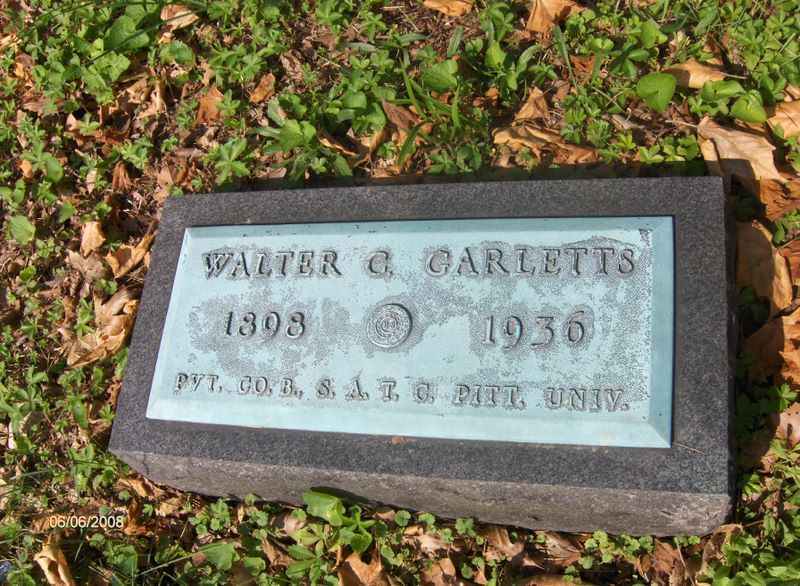 WALTER C. GARLETTS
1898 1936
PVT. CO. B., S. A. T. C. PITT. UNIV.
06/06/2008